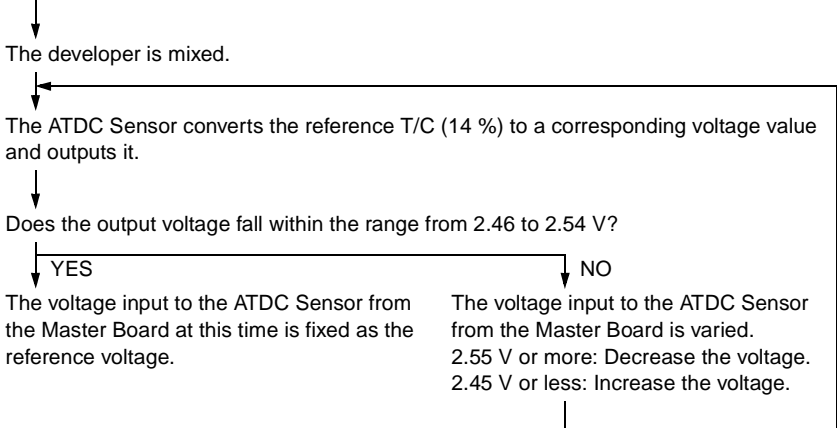 The developer is mixed.
The ATDC Sensor converts the reference T/C (14 %) to a corresponding voltage value
and outputs it.
Does the output voltage fall within the range from 2.46 to 2.54 V?
YES
The voltage input to the ATDC Sensor from
the Master Board at this time is fixed as the
reference voltage.
NO
The voltage input to the ATDC Sensor
from the Master Board is varied.
2.55 V or more: Decrease the voltage.
2.45 V or less: Increase the voltage.